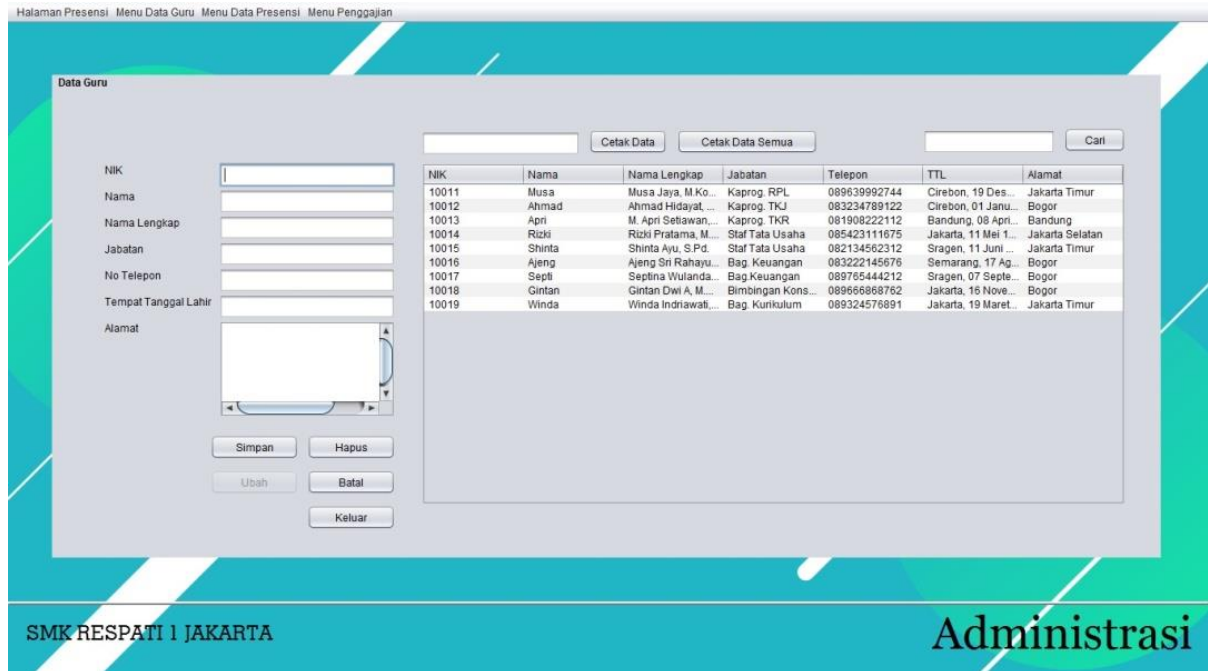 Halaman Presensi Menu Data Guru Menu Data Presensi Menu Penggajian
Data Guru
Cetak Data Cetak Data Semua Cari
NIK
Nama
Nama Lengkap
Jabatan
No Telepon
Tempat Tanggal Lahir
Alamat
Simpan Hapus
Ubah Batal
Keluar
NIK Nama Nama Lengkap Jabatan Telepon TTL Alamat
10011 Musa Musa Jaya, M.Ko... Kaprog. RPL 089639992744 Cirebon, 19 Des... Jakarta Timur
10012 Ahmad Ahmad Hidayat, ... Kaprog. TKJ 083234789122 Cirebon, 01 Janu... Bogor
10013 Apri M. Apri Setiawan,... Kaprog. TKR 081908222112 Bandung, 08 Apri... Bandung
10014 Rizki Rizki Pratama, M.... Staf Tata Usaha 085423111675 Jakarta, 11 Mei 1... Jakarta Selatan
10015 Shinta Shinta Ayu, S.Pd. Staf Tata Usaha 082134562312 Sragen, 11 Juni ... Jakarta Timur
10016 Ajeng Ajeng Sri Rahayu... Bag. Keuangan 083222145676 Semarang, 17 Ag... Bogor
10017 Septi Septina Wulanda... Bag.Keuangan 089765444212 Sragen, 07 Septe... Bogor
10018 Gintan Gintan Dwi A, M.... Bimbingan Kons... 089666868762 Jakarta, 16 Nove... Bogor
10019 Winda Winda Indriawati,... Bag. Kurikulum 089324576891 Jakarta, 19 Maret... Jakarta Timur
SMK RESPATI 1 JAKARTA
Administrasi